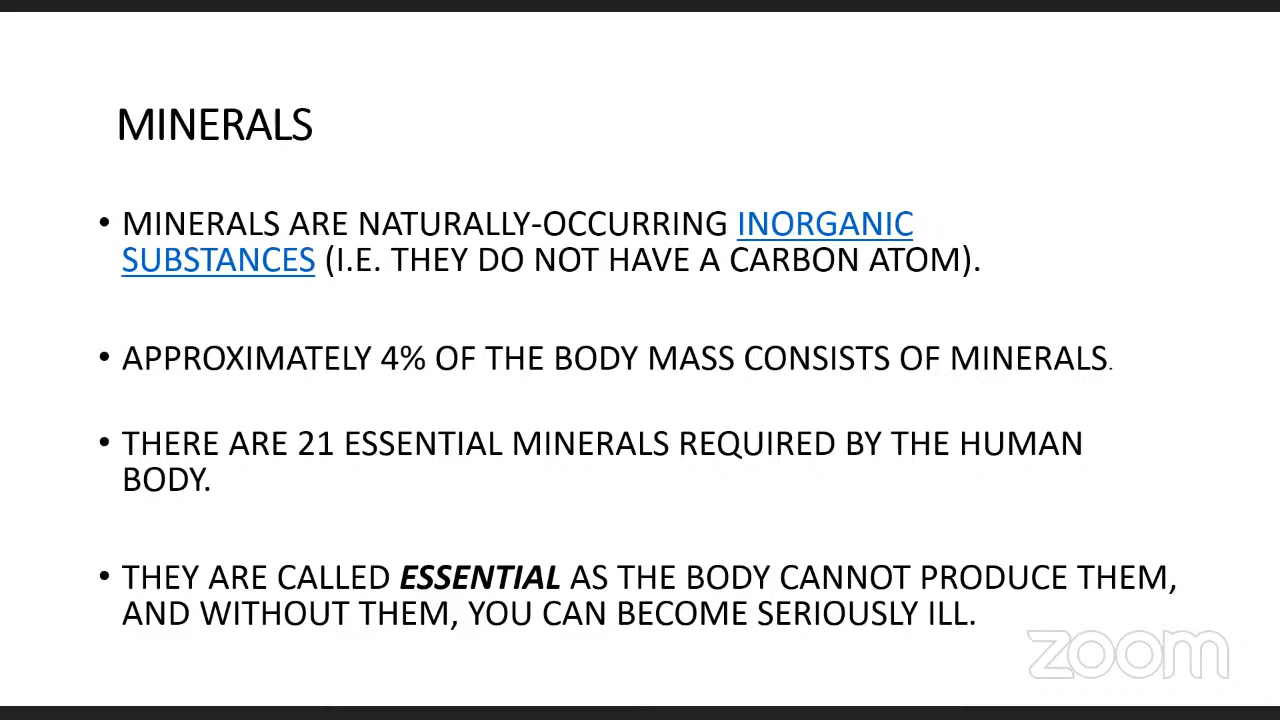 MINERALS
• MINERALS ARE NATURALLY-OCCURRING INORGANIC
SUBSTANCES (I.E. THEY DO NOT HAVE A CARBON ATOM).
• APPROXIMATELY 4% OF THE BODY MASS CONSISTS OF MINERALS.
• THERE ARE 21 ESSENTIAL MINERALS REQUIRED BY THE HUMAN
BODY.
• THEY ARE CALLED ESSENTIAL AS THE BODY CANNOT PRODUCE THEM,
AND WITHOUT THEM, YOU CAN BECOME SERIOUSLY ILL.
zoom